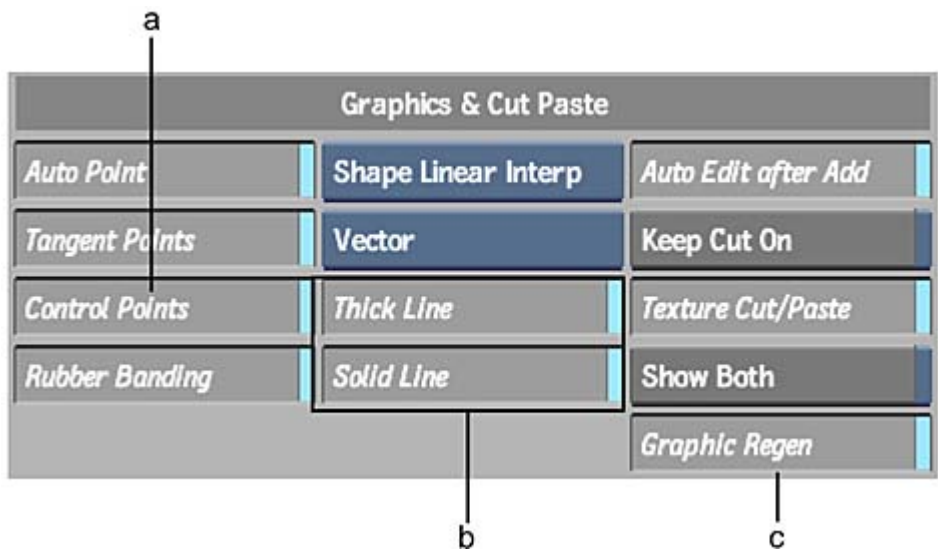 a
Graphics & Cut Paste
Auto Point
Shape Linear Interp
Auto Edit after Add
Tangent Points
Vector
Keep Cut On
Control Points
Thick Line
Texture Cut/Paste
Rubber Banding
Solid Line
Show Both
Graphic Regen
b
c